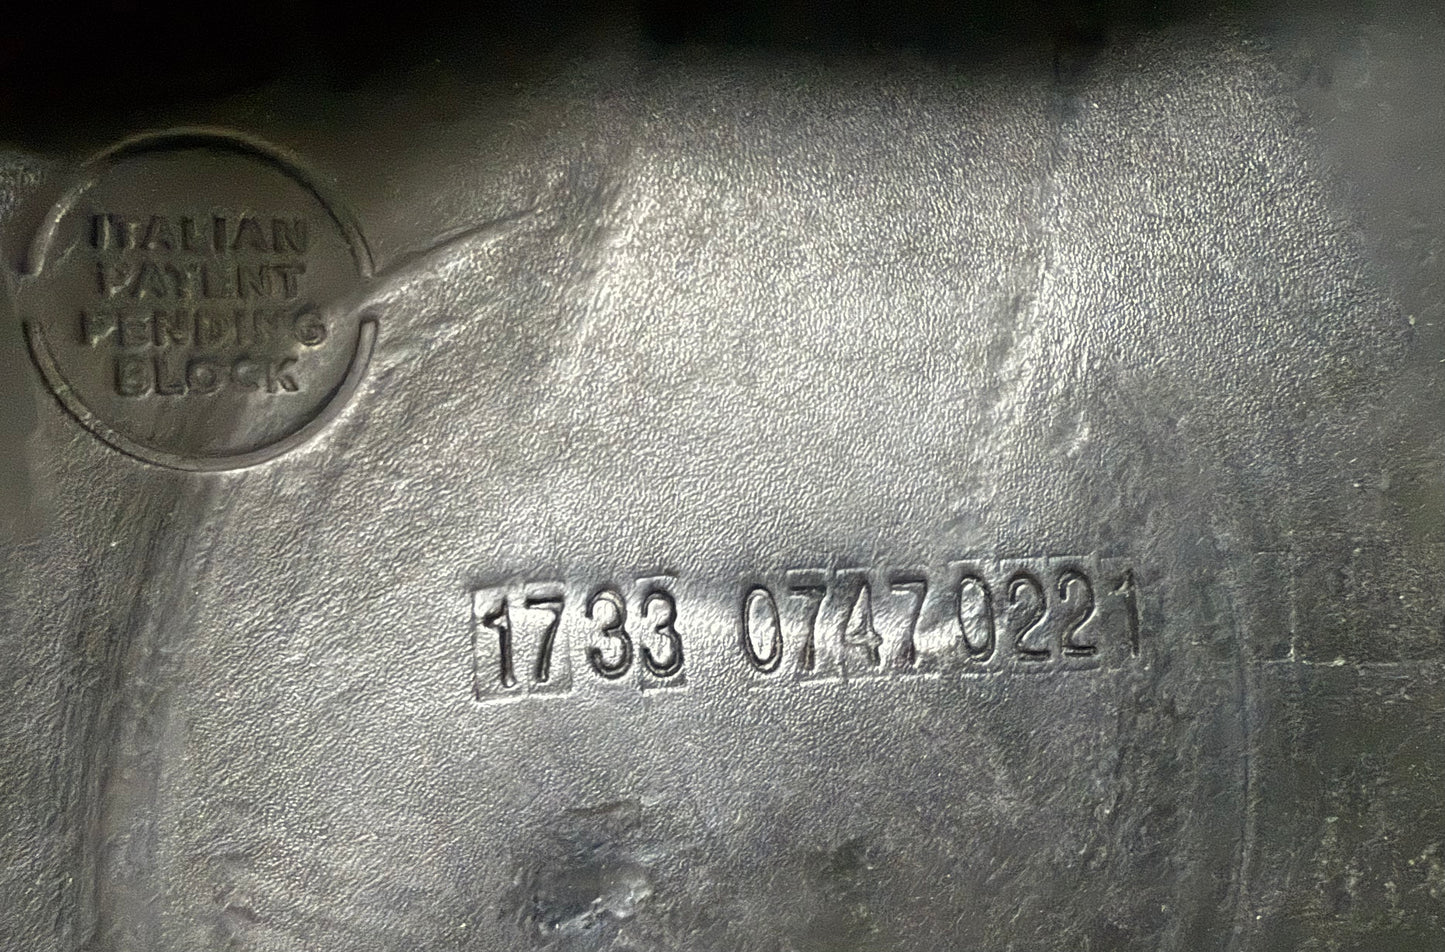 ITALIAN
PATENT
PENDING
BLOCK
1733 0747 0221